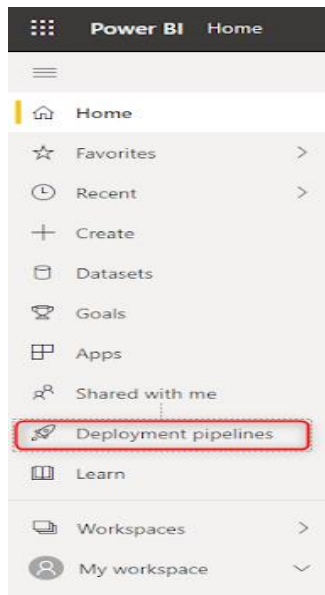 Power BI Home
Home
Favorites
Recent
Create
Datasets
Goals
Apps
Shared with me
Deployment pipelines
Learn
Workspaces
My workspace